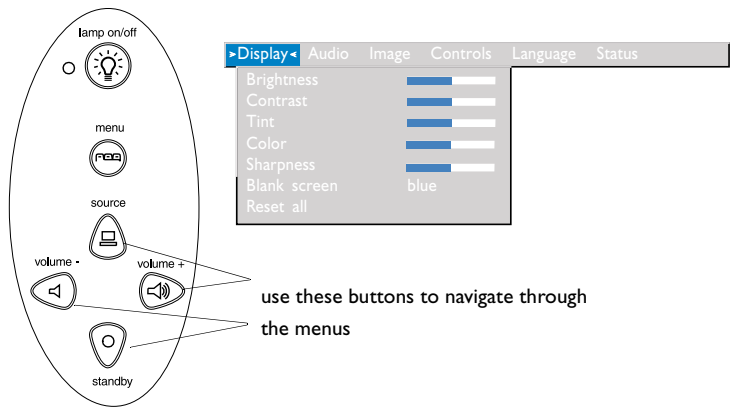 lamp on/off
menu
source
volume -
volume +
standby
➤Display➤ Audio Image Controls Language Status
Brightness
Contrast
Tint
Color
Sharpness
Blank screen blue
Reset all
use these buttons to navigate through
the menus